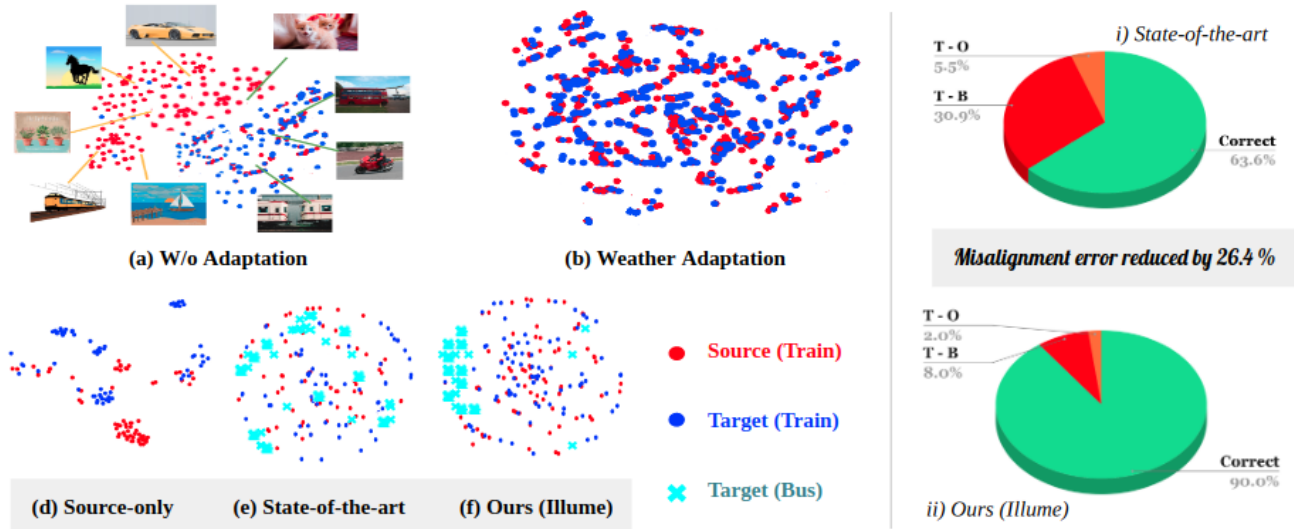 (a) W/o Adaptation
(b) Weather Adaptation
(d) Source-only
(e) State-of-the-art
(f) Ours (Illume)
Source (Train)
Target (Train)
Target (Bus)
i) State-of-the-art
T - O
5.5%
T - B
30.9%
Correct
63.6%
Misalignment error reduced by 26.4 %
T - O
2.0%
T - B
8.0%
Correct
90.0%
ii) Ours (Illume)